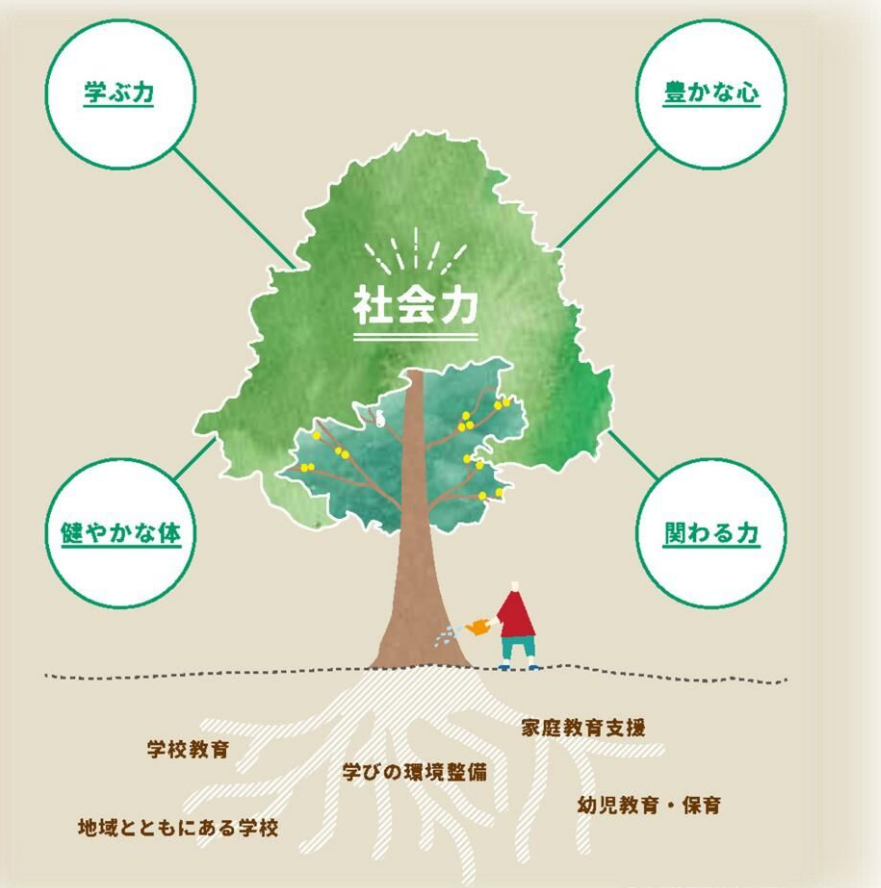 学ぶ力
豊かな心
社会力
健やかな体
関わる力
家庭教育支援
学校教育
学びの環境整備
幼児教育・保育
地域とともにある学校